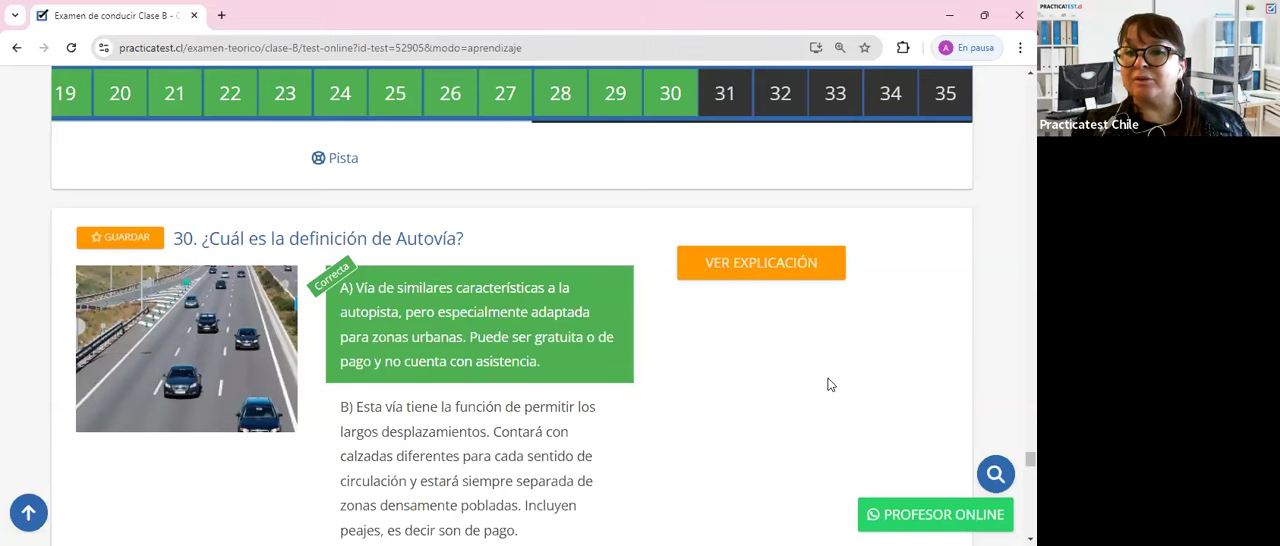 Examen de conducir Clase B - C
practicatest.cl/examen-teorico/clase-B/test-online?id-test=52905&modo=aprendizaje
A
En pausa
PRACTICATEST.cl
Practicatest Chile
19 20 21 22 23 24 25 26 27 28 29 30 31 32 33 34 35
Pista
GUARDAR
30. ¿Cuál es la definición de Autovía?
VER EXPLICACIÓN
Correcta
A) Vía de similares características a la
autopista, pero especialmente adaptada
para zonas urbanas. Puede ser gratuita o de
pago y no cuenta con asistencia.
B) Esta vía tiene la función de permitir los
largos desplazamientos. Contará con
calzadas diferentes para cada sentido de
circulación y estará siempre separada de
zonas densamente pobladas. Incluyen
peajes, es decir son de pago.
PROFESOR ONLINE